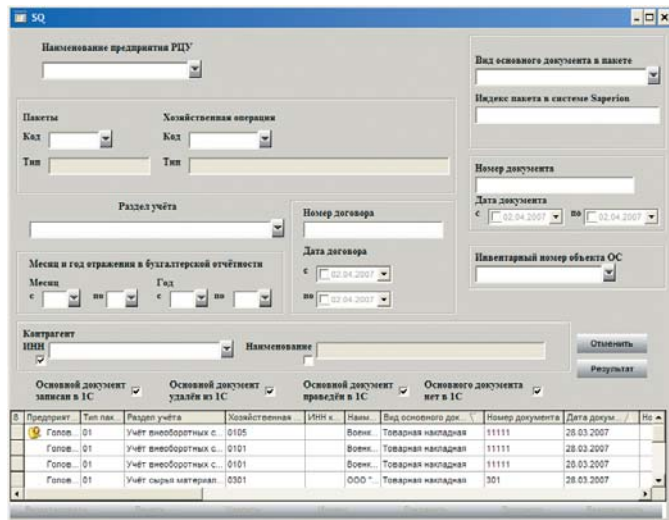 SQ
Наименование предприятия РЦУ
Вид основного документа в пакете
Индекс пакета в системе Saperion
Пакеты
Хозяйственная операция
Код
Код
Тип
Тип
Номер документа
Дата документа
с 02.04.2007 по 02.04.2007
Раздел учёта
Номер договора
Дата договора
с 02.04.2007
по 02.04.2007
Инвентарный номер объекта ОС
Месяц и год отражения в бухгалтерской отчётности
Месяц
Год
с по с по
Контрагент
ИНН
Наименование
Отменить
Результат
Основной документ записан в 1С
Основной документ удалён из 1С
Основной документ проведён в 1С
Основного документа нет в 1С
8 Предприят... Тип пак... Раздел учёта Хозяйственная ... ИНН к... Наим... Вид основного док... Номер документа Дата докум... Но
Голов... 01 Учёт внеоборотных с... 0105 Военк... Товарная накладная 11111 28.03.2007
Голов... 01 Учёт внеоборотных с... 0101 Военк... Товарная накладная 11111 28.03.2007
Голов... 01 Учёт внеоборотных с... 0101 Военк... Товарная накладная 11111 28.03.2007
Голов... 01 Учёт сырья материал... 0301 ООО "... Товарная накладная 301 28.03.2007